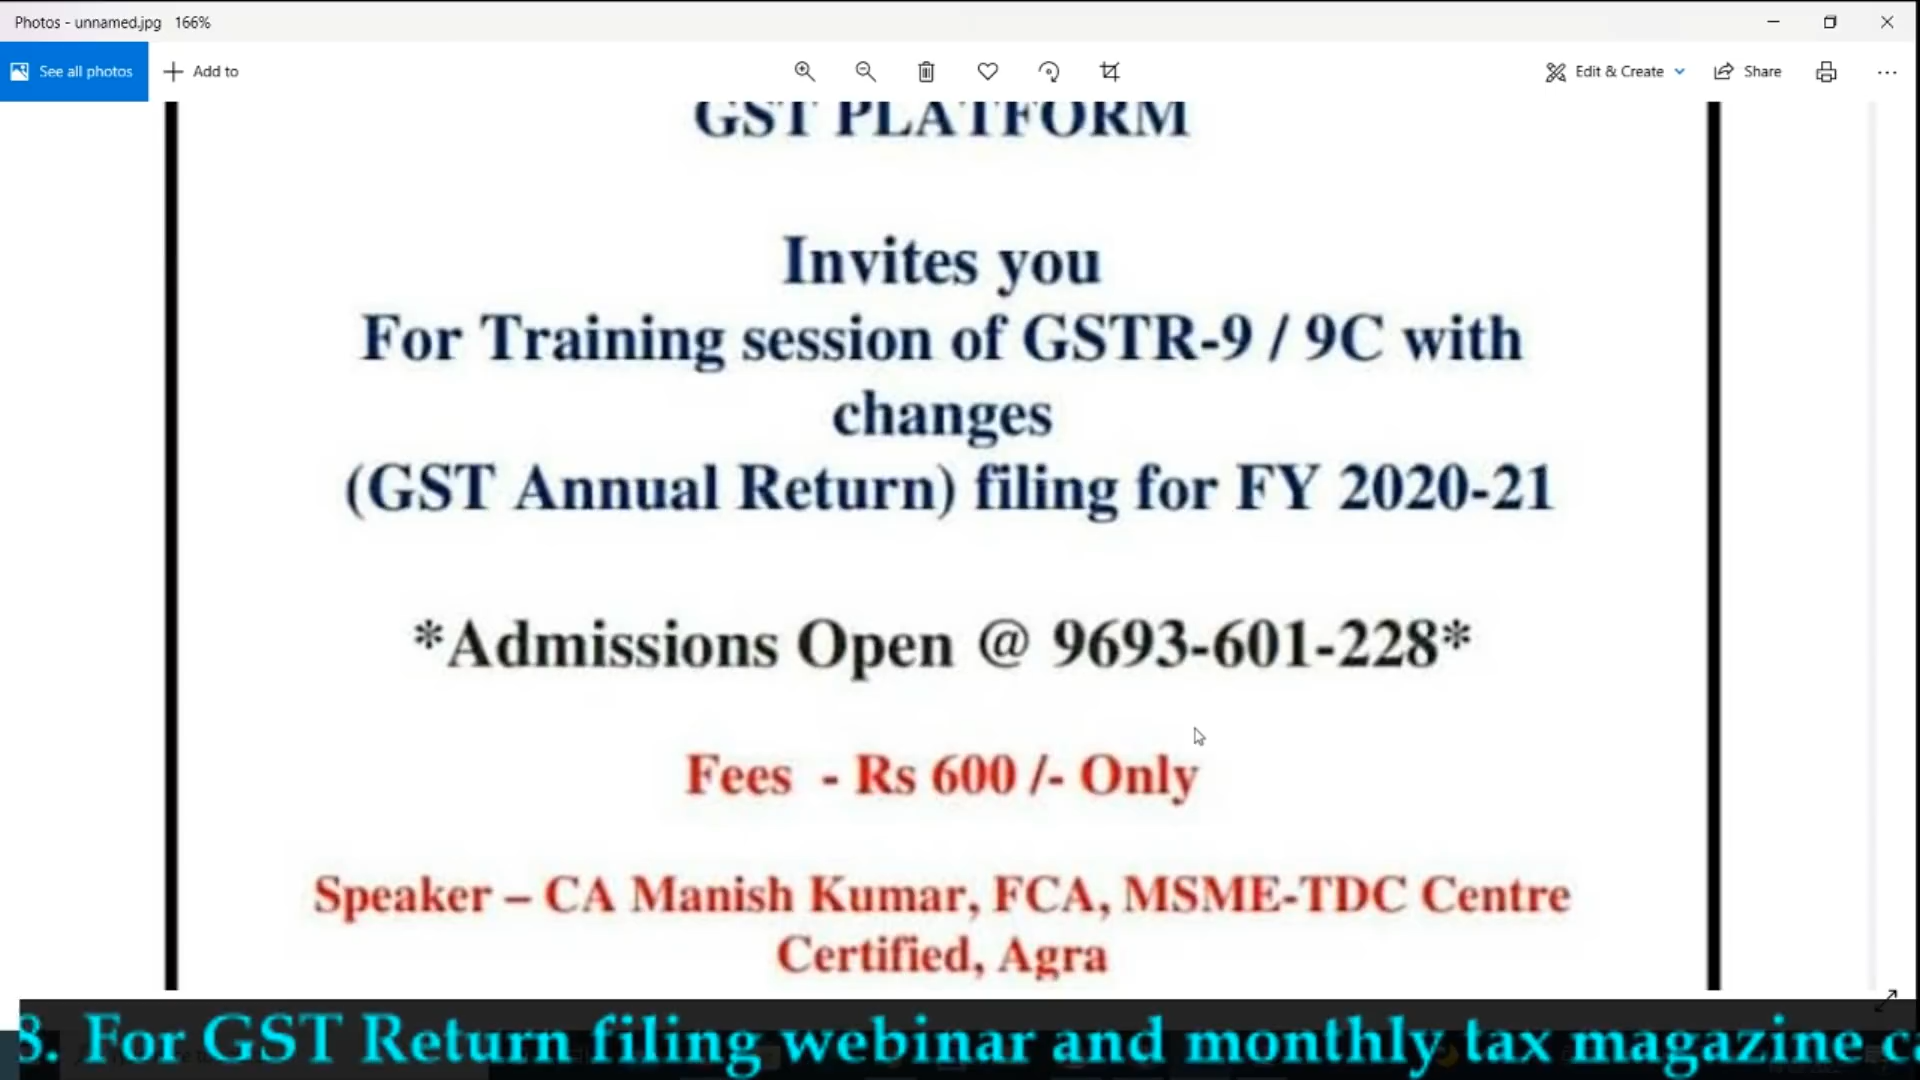 Photos - unnamed.jpg 166%
See all photos
Add to
Edit & Create
Share
GST PLATFORM
Invites you
For Training session of GSTR-9 / 9C with
changes
(GST Annual Return) filing for FY 2020-21
*Admissions Open @ 9693-601-228*
Fees - Rs 600 /- Only
Speaker – CA Manish Kumar, FCA, MSME-TDC Centre
Certified, Agra
8. For GST Return filing webinar and monthly tax magazine ca